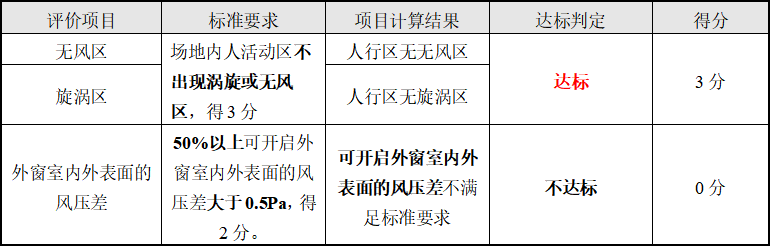 评价项目 标准要求 项目计算结果 达标判定 得分
无风区 场地内人活动区不 人行区无无风区
出现涡旋或无风 达标 3 分
旋涡区 区，得 3 分 人行区无旋涡区
50%以上可开启外
外窗室内外表面的 窗室内外表面的风 可开启外窗室内外
风压差 压差大于 0.5Pa，得 表面的风压差不满 不达标 0 分
2 分。 足标准要求